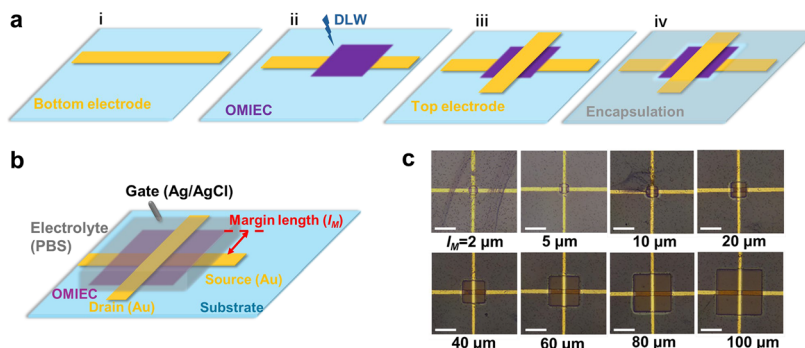 a
i
ii
DLW
iii
iv
Bottom electrode
OMIEC
Top electrode
Encapsulation
b
Gate (Ag/AgCl)
Electrolyte
(PBS)
Margin length (lM)
OMIEC
Drain (Au)
Source (Au)
Substrate
c
lM=2 μm
5 μm
10 μm
20 μm
40 μm
60 μm
80 μm
100 μm